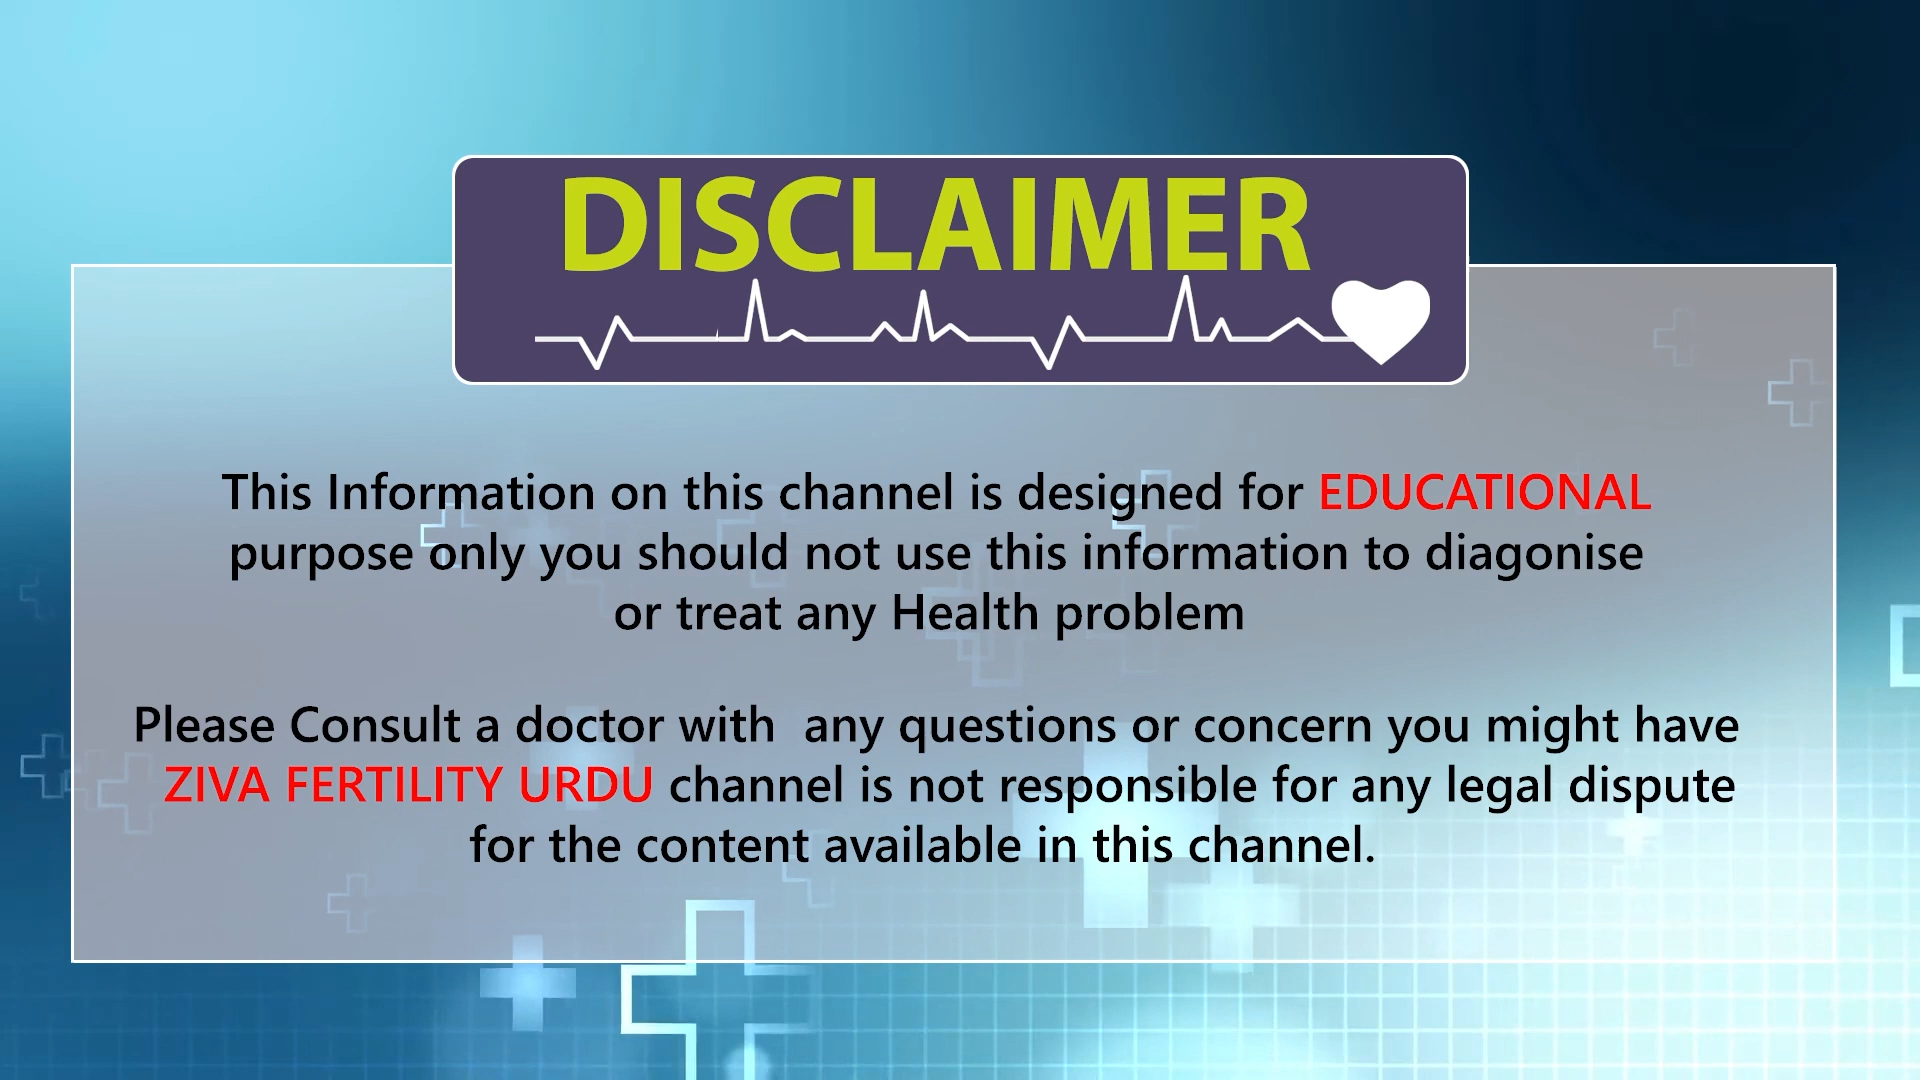 DISCLAIMER
This Information on this channel is designed for EDUCATIONAL
purpose only you should not use this information to diagonise
or treat any Health problem
Please Consult a doctor with  any questions or concern you might have
ZIVA FERTILITY URDU channel is not responsible for any legal dispute
for the content available in this channel.